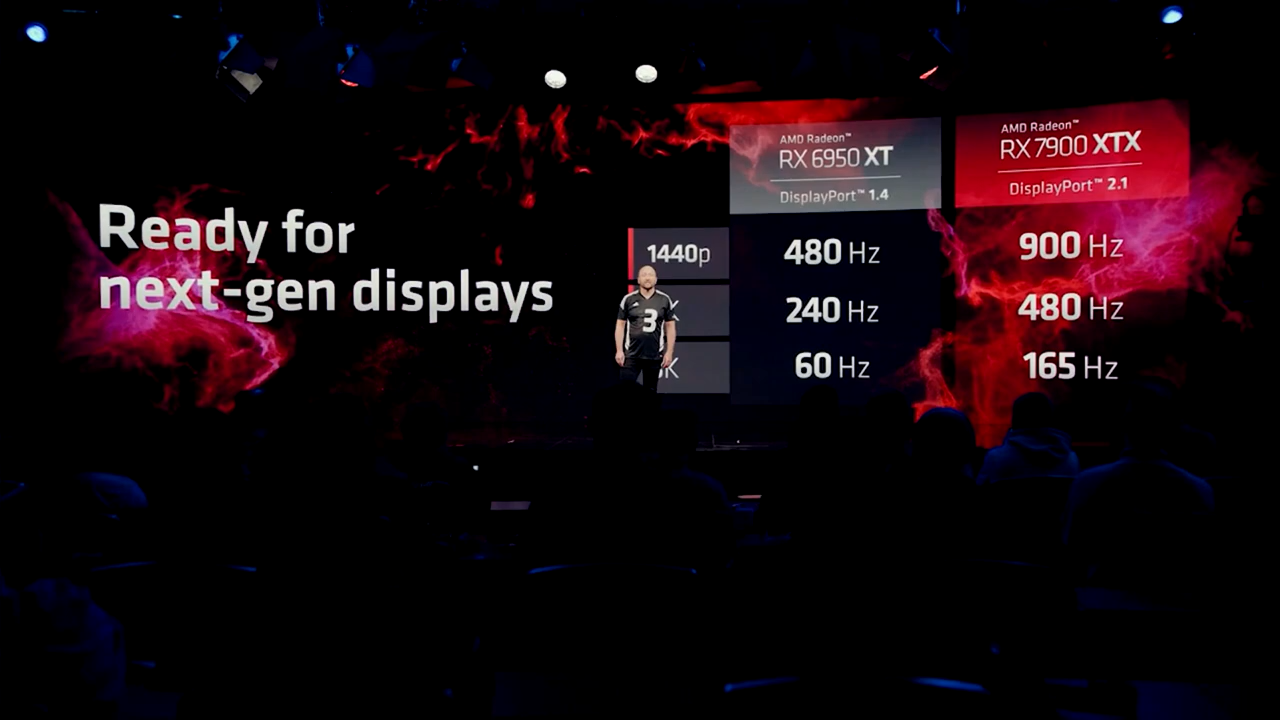 Ready for
next-gen displays
AMD Radeon™
RX 6950 XT
DisplayPort™ 1.4
AMD Radeon™
RX 7900 XTX
DisplayPort™ 2.1
1440p 480 Hz 900 Hz
240 Hz 480 Hz
60 Hz 165 Hz
3